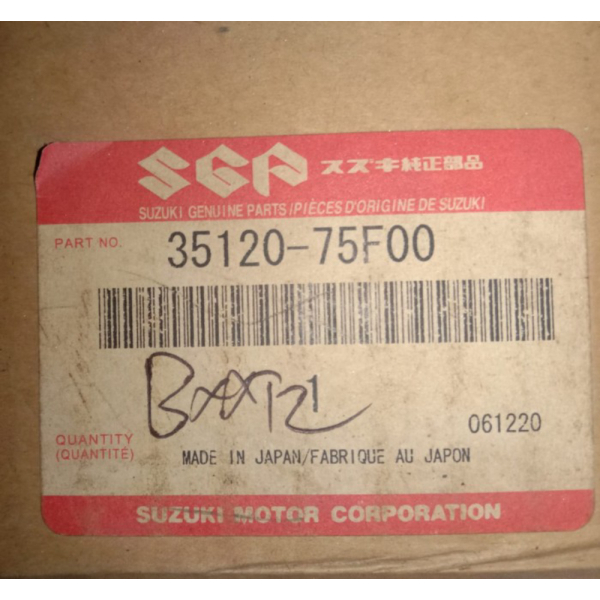 SGP スズキ純正部品
SUZUKI GENUINE PARTS/PIÈCES D'ORIGINE DE SUZUKI
PART NO. 35120-75F00
061220
QUANTITY
(QUANTITÉ)
MADE IN JAPAN/FABRIQUE AU JAPON
SUZUKI MOTOR CORPORATION